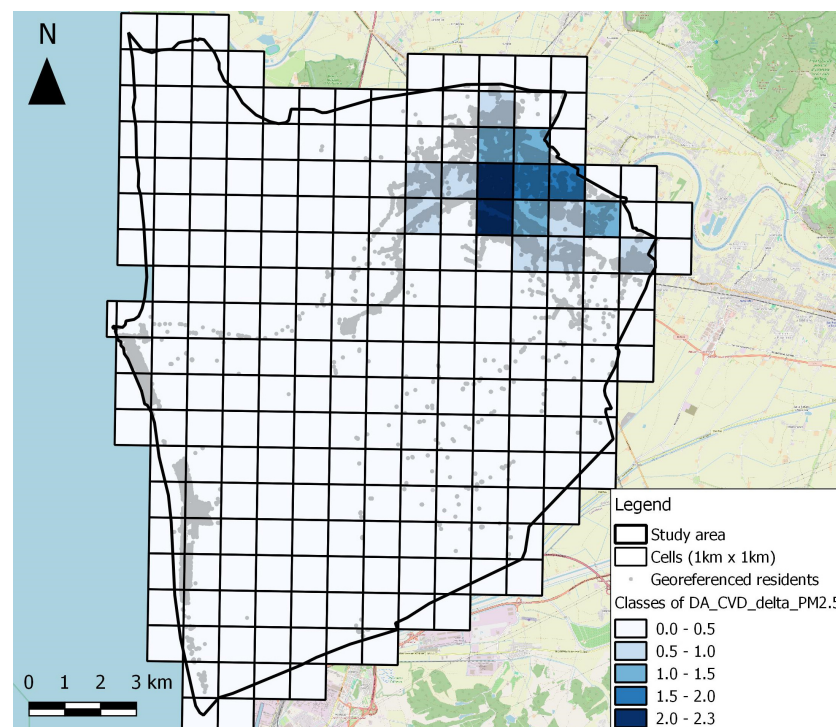 N
Legend
Study area
Cells (1km x 1km)
Georeferenced residents
Classes of DA_CVD_delta_PM2.5
0.0 - 0.5
0.5 - 1.0
1.0 - 1.5
1.5 - 2.0
2.0 - 2.3
0 1 2 3 km